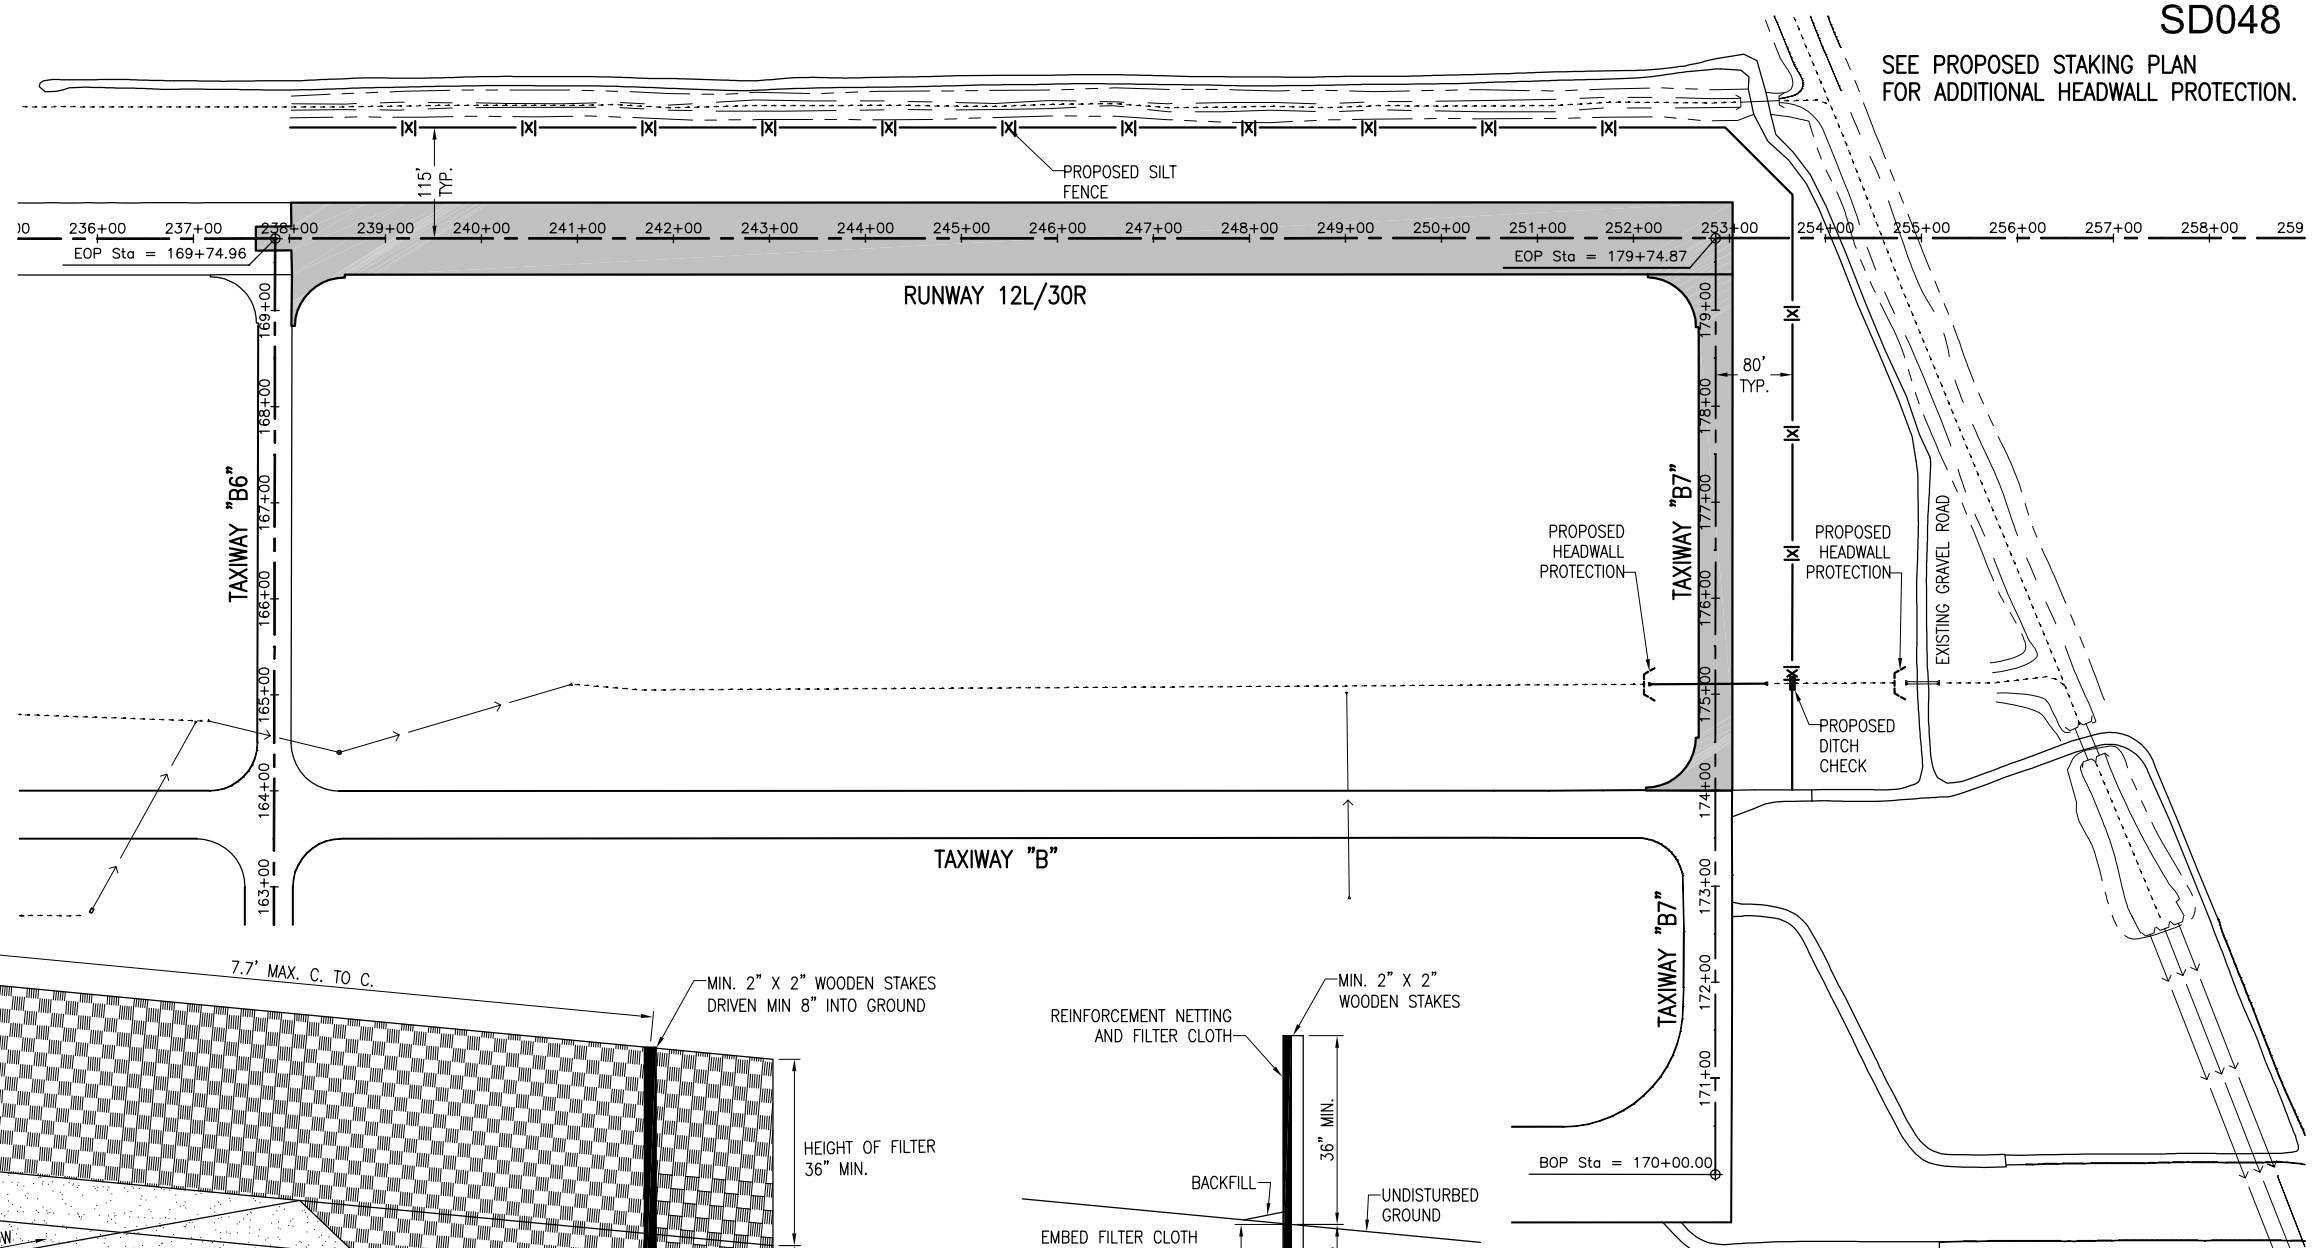 SD048
SEE PROPOSED STAKING PLAN
FOR ADDITIONAL HEADWALL PROTECTION.
115'
TYP.
PROPOSED SILT
FENCE
00
236+00
237+00
238+00
239+00
240+00
241+00
242+00
243+00
244+00
245+00
246+00
247+00
248+00
249+00
250+00
251+00
252+00
253+00
254+00
255+00
256+00
257+00
258+00
259
EOP Sta = 169+74.96
EOP Sta = 179+74.87
RUNWAY 12L/30R
169+00
168+00
167+00
166+00
165+00
164+00
163+00
TAXIWAY "B6"
179+00
178+00
177+00
176+00
175+00
174+00
173+00
172+00
171+00
TAXIWAY "B7"
80'
TYP.
PROPOSED
HEADWALL
PROTECTION
PROPOSED
HEADWALL
PROTECTION
EXISTING GRAVEL ROAD
PROPOSED
DITCH
CHECK
TAXIWAY "B"
TAXIWAY "B7"
BOP Sta = 170+00.00
7.7' MAX. C. TO C.
MIN. 2" X 2" WOODEN STAKES
DRIVEN MIN 8" INTO GROUND
HEIGHT OF FILTER
36" MIN.
MIN. 2" X 2"
WOODEN STAKES
REINFORCEMENT NETTING
AND FILTER CLOTH
36" MIN.
BACKFILL
UNDISTURBED
GROUND
EMBED FILTER CLOTH